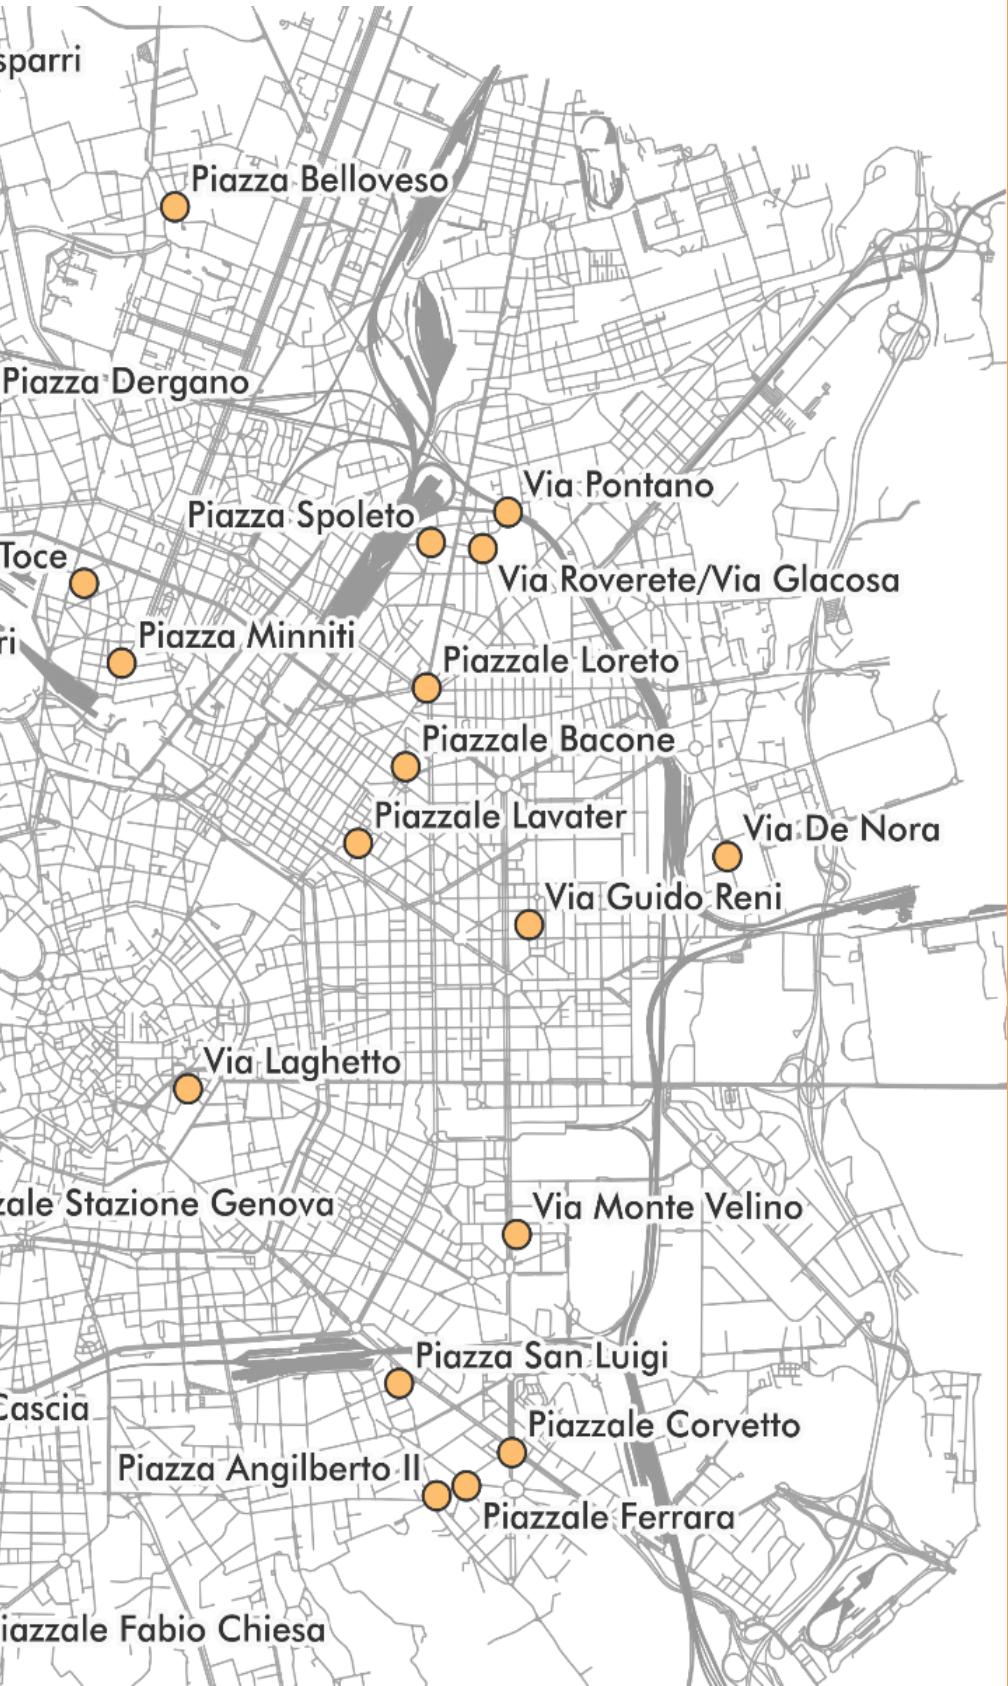 sparri
Piazza Belloveso
Piazza Dergano
Via Pontano
Piazza Spoleto
Toce
Via Roverete/Via Glacosa
ri
Piazza Minniti
Piazzale Loreto
Piazzale Bacone
Piazzale Lavater
Via De Nora
Via Guido Reni
Via Laghetto
zale Stazione Genova
Via Monte Velino
Piazza San Luigi
Cascia
Piazzale Corvetto
Piazza Angilberto II
Piazzale Ferrara
iazzale Fabio Chiesa